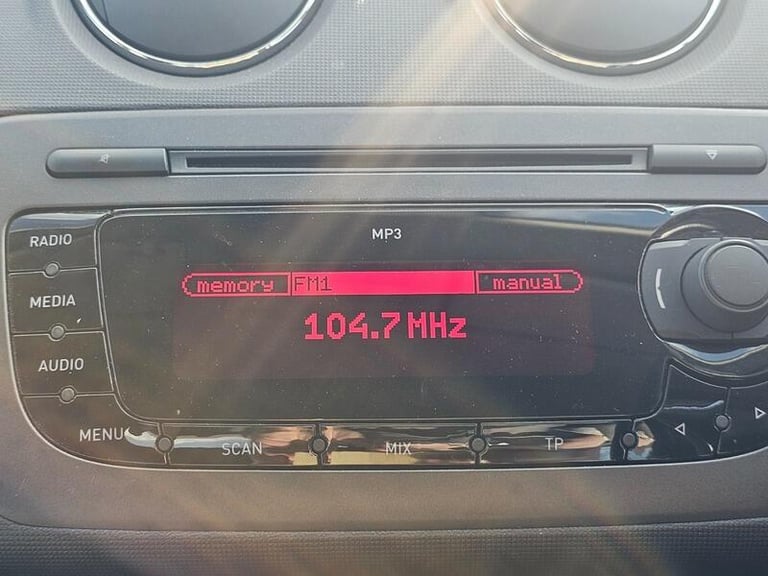 MP3
RADIO
memory FM1 manual
MEDIA
104.7 MHz
AUDIO
MENU SCAN MIX TP